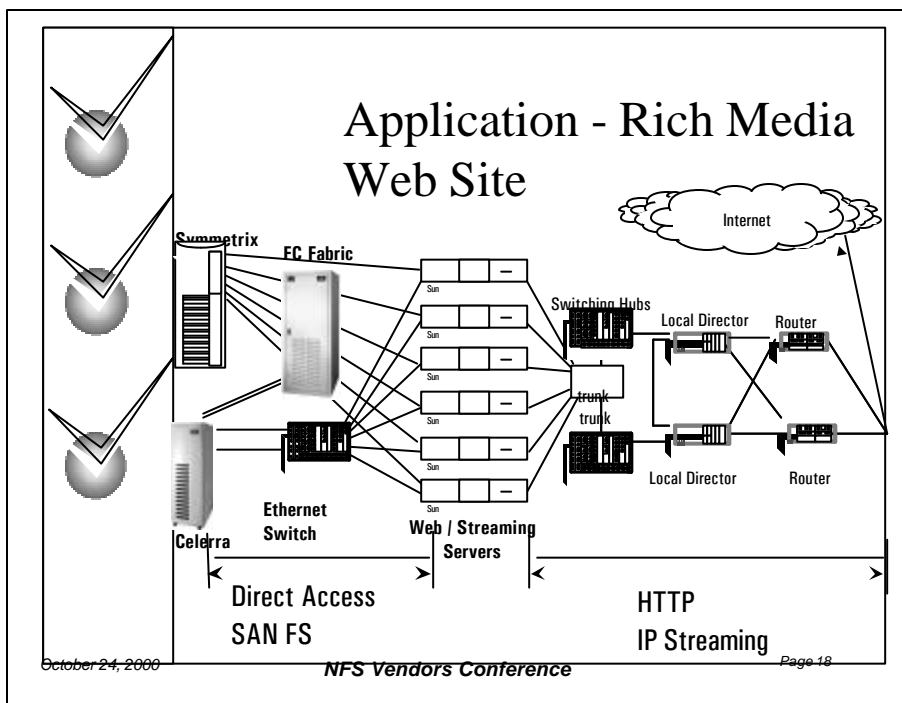 Application - Rich Media
Web Site
Internet
Symmetrix
FC Fabric
Sun
Sun
Sun
Sun
Sun
Sun
Switching Hubs
Local Director
Router
trunk
trunk
Local Director
Router
Ethernet
Switch
Celerra
Web / Streaming
Servers
Direct Access
SAN FS
HTTP
IP Streaming
October 24, 2000
NFS Vendors Conference
Page 18